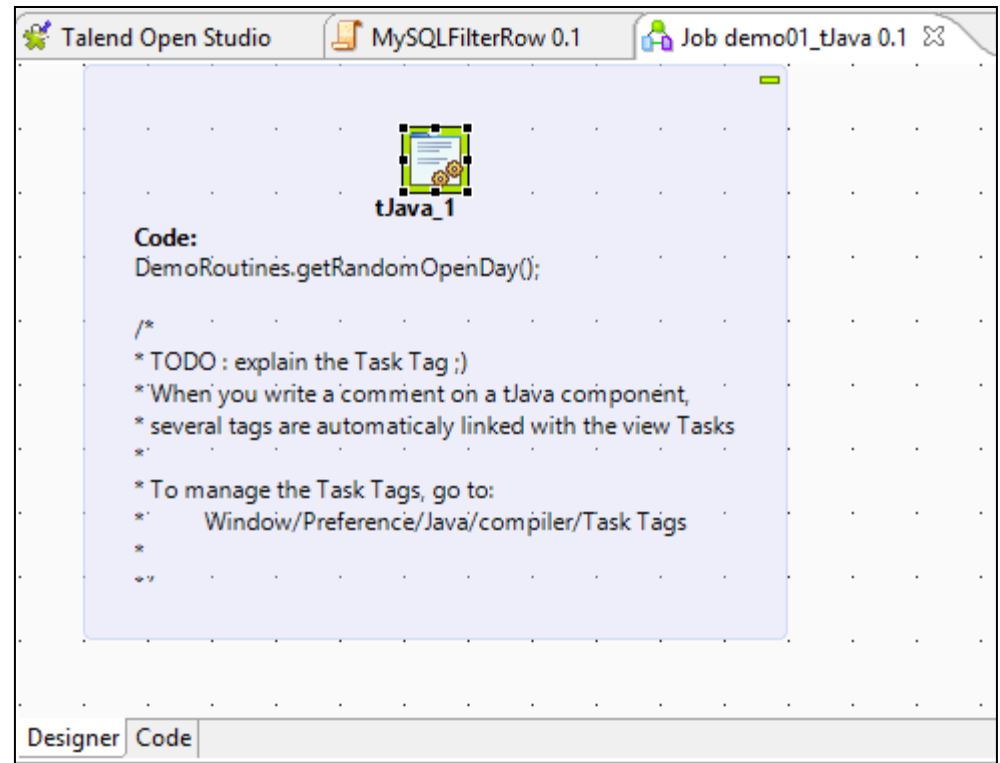 Talend Open Studio
MySQLFilterRow 0.1
Job demo01_tJava 0.1
tJava_1
Code:
DemoRoutines.getRandomOpenDay();
/*
* TODO : explain the Task Tag ;)
* When you write a comment on a tJava component,
* several tags are automaticaly linked with the view Tasks
*
* To manage the Task Tags, go to:
* Window/Preference/Java/compiler/Task Tags
*
*/
Designer
Code